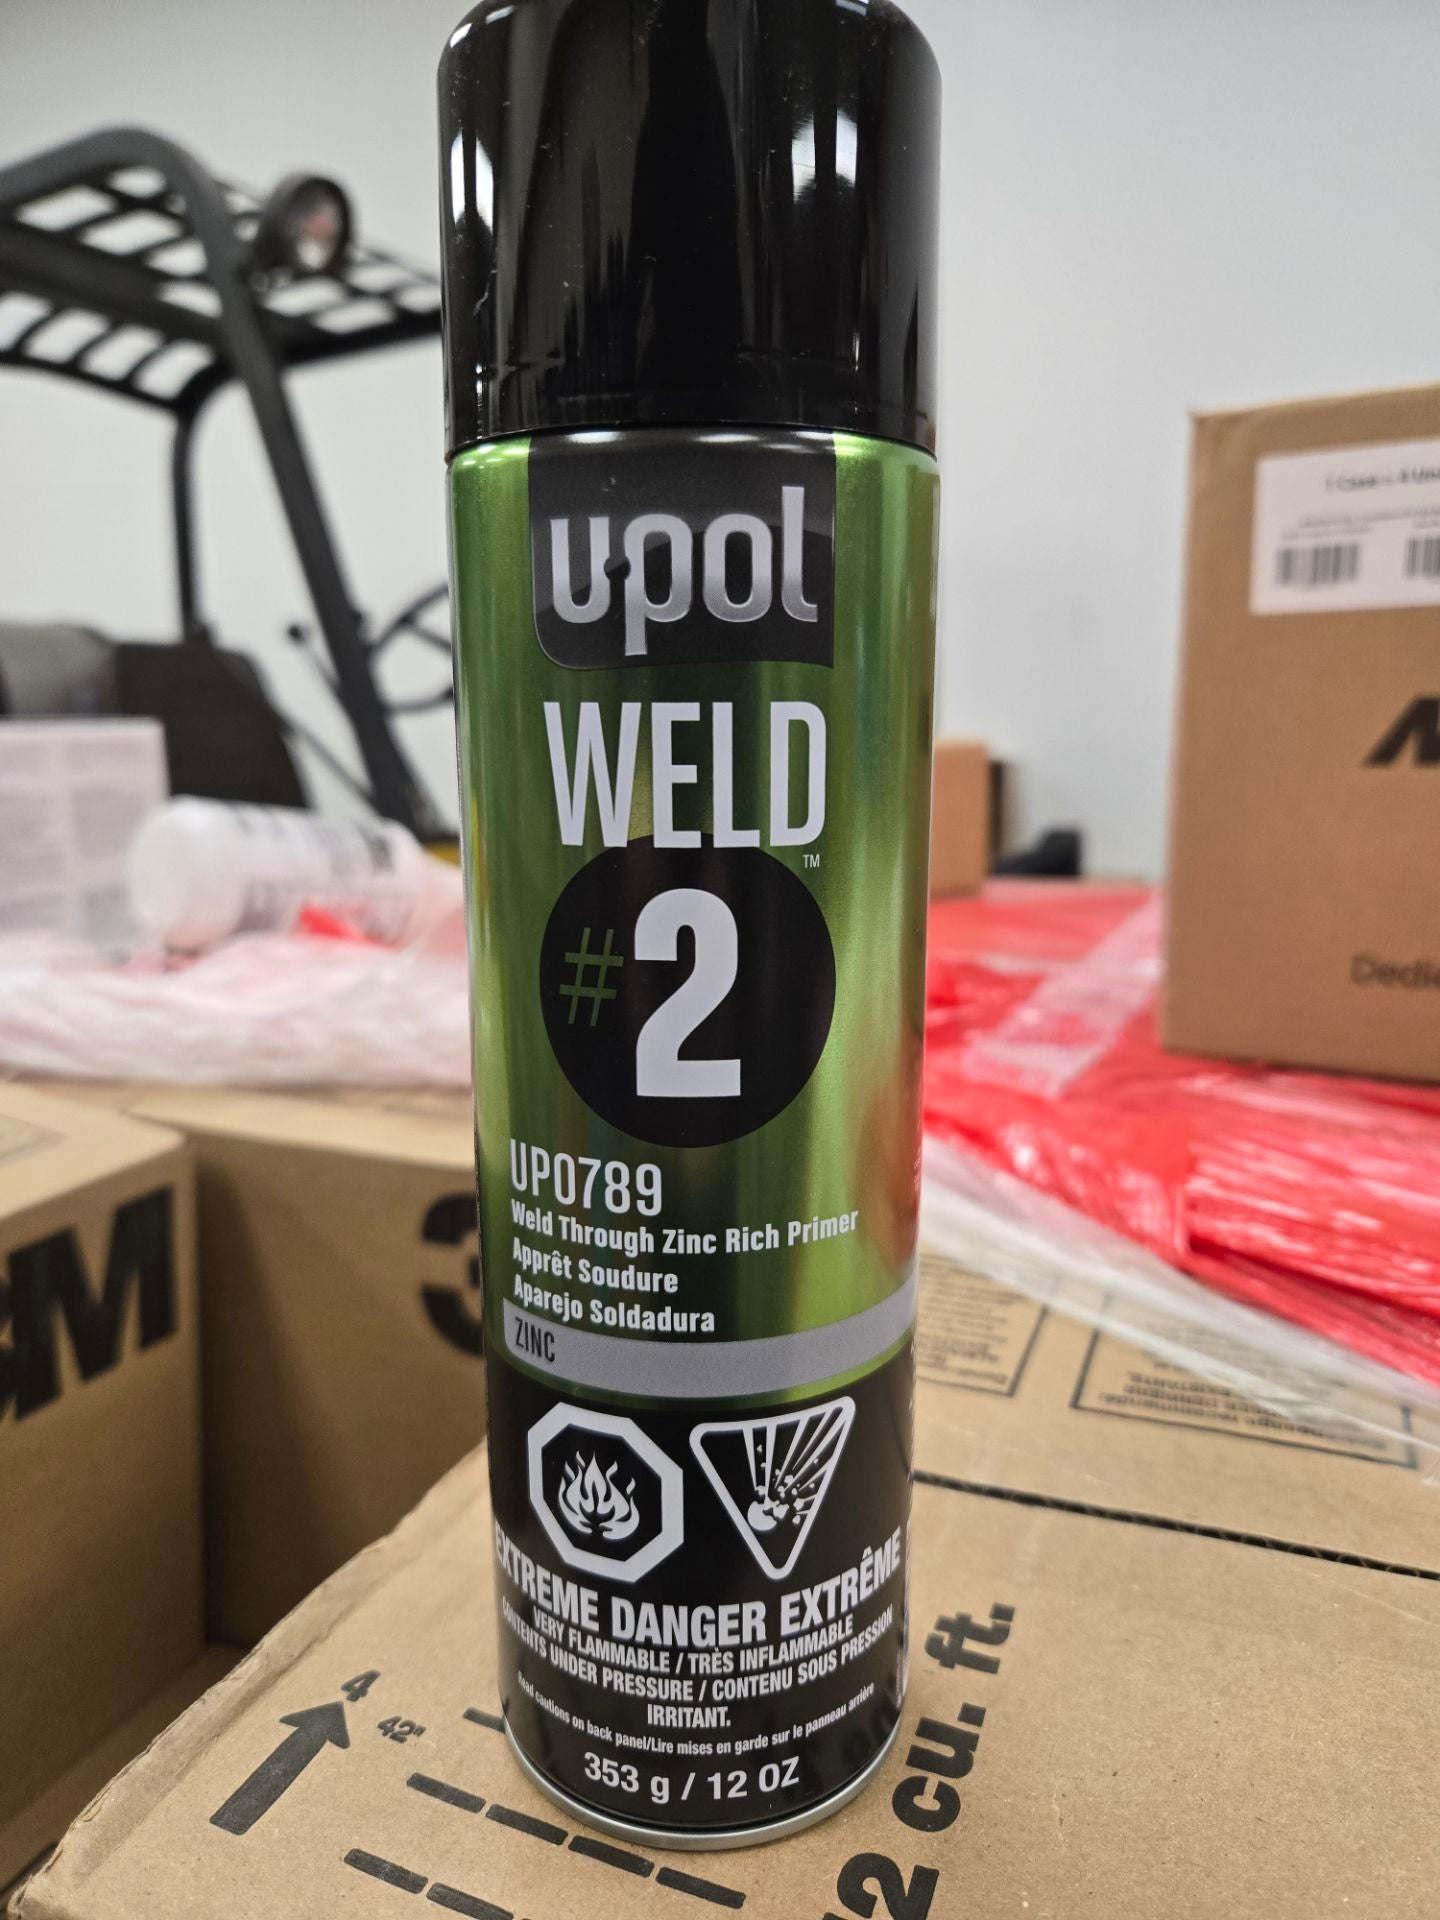 upol
WELD
TM
#2
UP0789
Weld Through Zinc Rich Primer
Apprêt Soudure
Aparejo Soldadura
ZINC
EXTREME DANGER EXTRÊME
VERY FLAMMABLE / TRÈS INFLAMMABLE
CONTENTS UNDER PRESSURE / CONTENU SOUS PRESSION
IRRITANT.
Read cautions on back panel/Lire mises en garde sur le panneau arrière
353 g / 12 OZ
3M
3
4
42"
2 cu. ft.